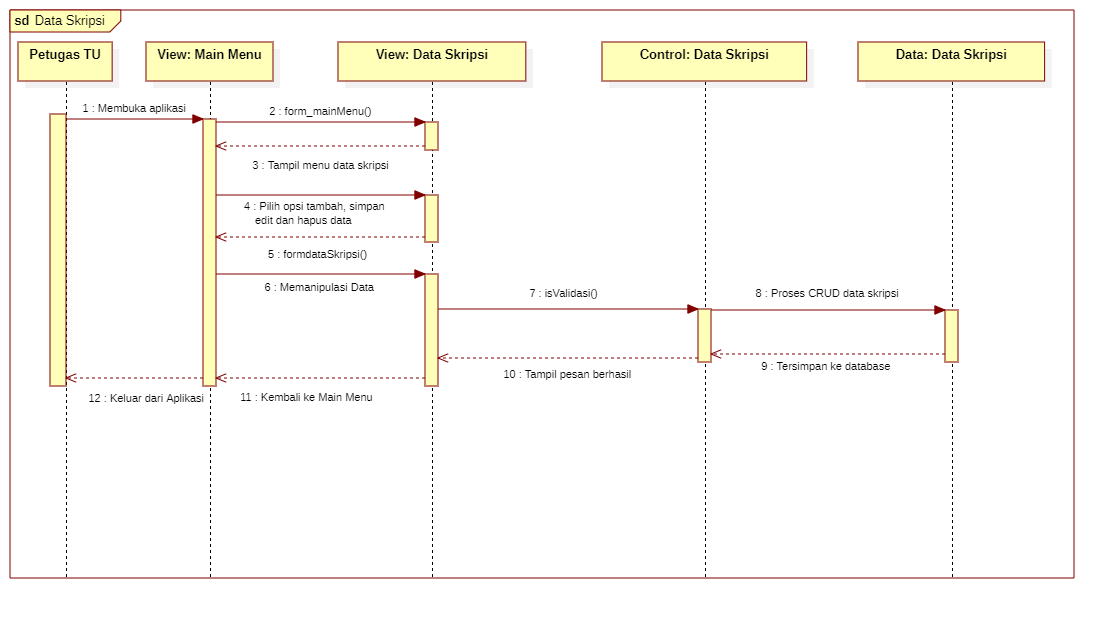 sd Data Skripsi
Petugas TU
View: Main Menu
View: Data Skripsi
Control: Data Skripsi
Data: Data Skripsi
1 : Membuka aplikasi
2 : form_mainMenu()
3 : Tampil menu data skripsi
4 : Pilih opsi tambah, simpan
edit dan hapus data
5 : formdataSkripsi()
6 : Memanipulasi Data
7 : isValidasi()
8 : Proses CRUD data skripsi
9 : Tersimpan ke database
10 : Tampil pesan berhasil
11 : Kembali ke Main Menu
12 : Keluar dari Aplikasi